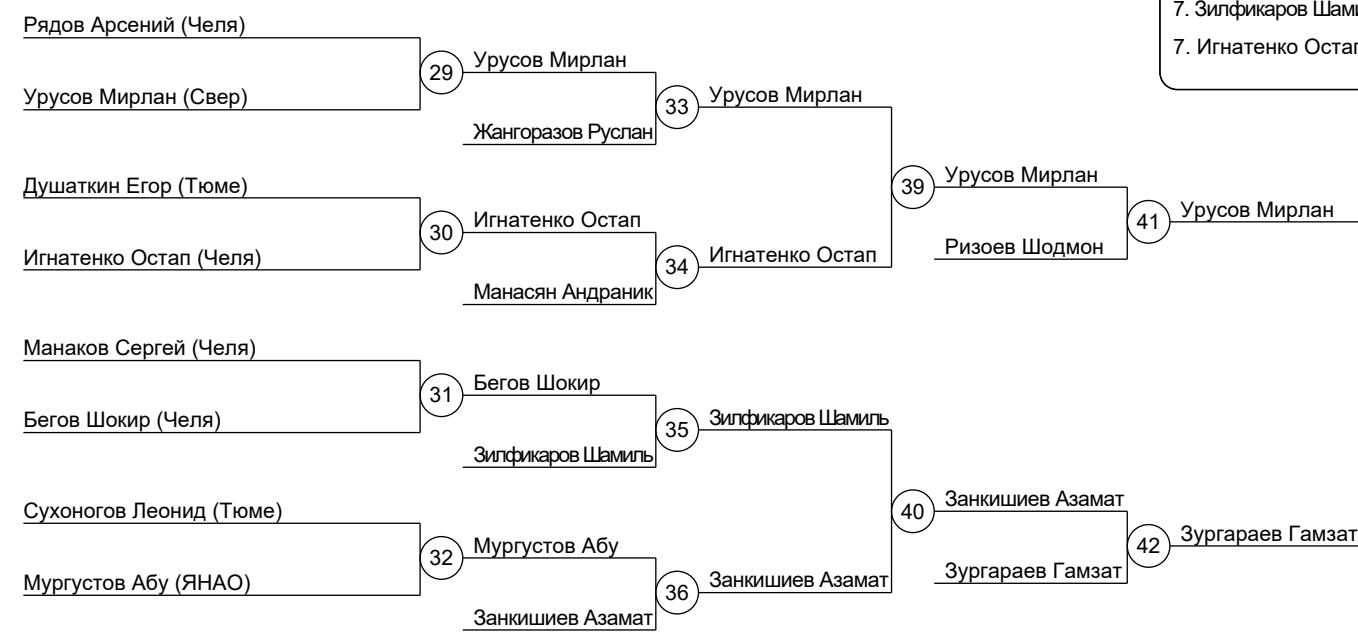 7. Зилфикаров
7. Игнатенко
Рядов Арсений (Челя)
29
Урусов Мирлан
Урусов Мирлан (Свер)
33
Урусов Мирлан
Жангоразов Руслан
39
Урусов Мирлан
Душаткин Егор (Тюме)
30
Игнатенко Остап
41
Урусов Мирлан
Игнатенко Остап (Челя)
34
Игнатенко Остап
Ризоев Шодмон
Манасян Андраник
Манаков Сергей (Челя)
31
Бегов Шокир
Бегов Шокир (Челя)
35
Зилфикаров Шамиль
Зилфикаров Шамиль
40
Занкишиев Азамат
Сухоногов Леонид (Тюме)
32
Мургустов Абу
42
Зургараев Гамзат
Мургустов Абу (ЯНАО)
36
Занкишиев Азамат
Зургараев Гамзат
Занкишиев Азамат